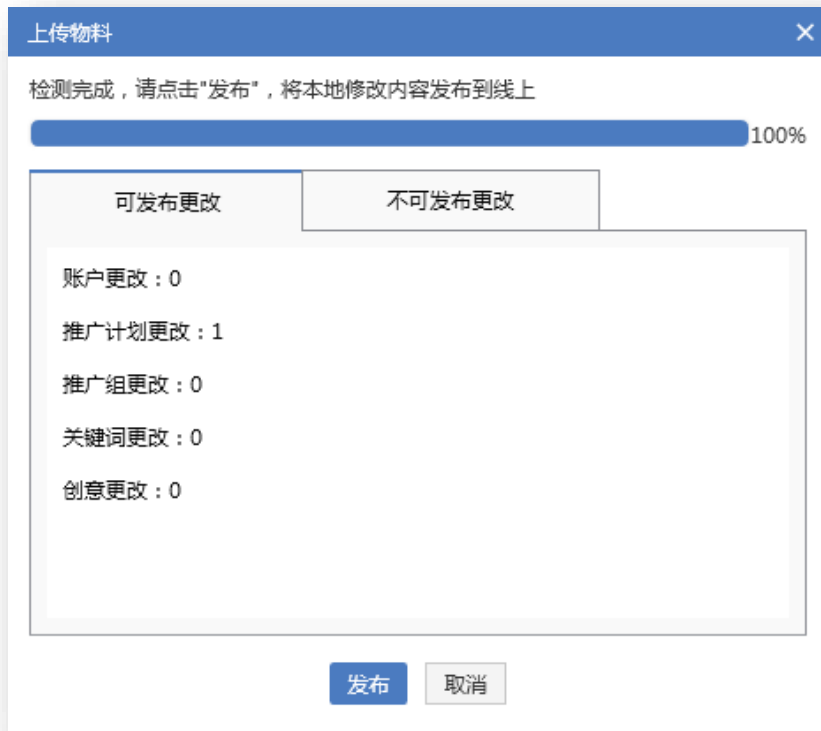 上传物料
检测完成，请点击"发布"，将本地修改内容发布到线上
100%
可发布更改 不可发布更改
账户更改：0
推广计划更改：1
推广组更改：0
关键词更改：0
创意更改：0
发布 取消